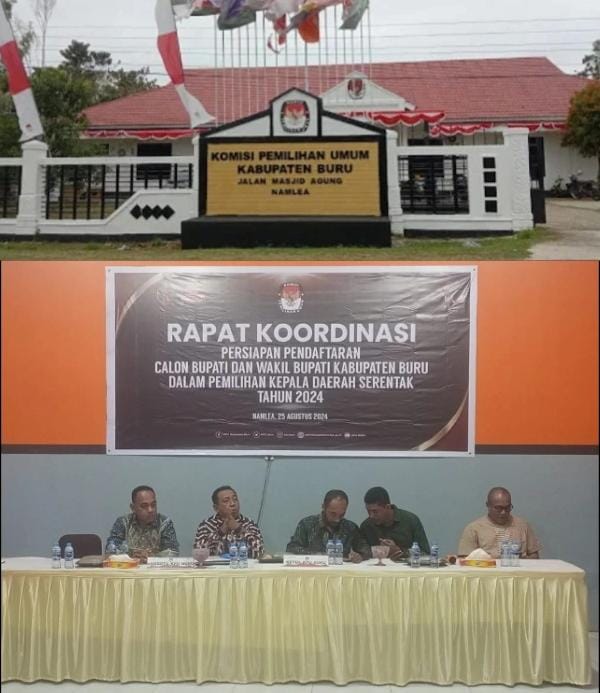 KOMISI PEMILIHAN UMUM
KABUPATEN BURU
JALAN MASJID AGUNG
NAMLEA
RAPAT KOORDINASI
PERSIAPAN PENDAFTARAN
CALON BUPATI DAN WAKIL BUPATI KABUPATEN BURU
DALAM PEMILIHAN KEPALA DAERAH SERENTAK
TAHUN 2024
NAMLEA, 25 AGUSTUS 2024